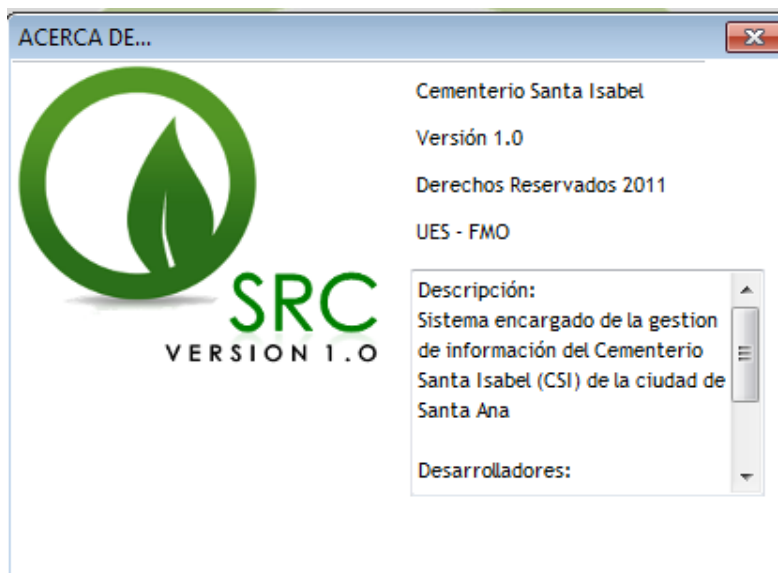 ACERCA DE...
Cementerio Santa Isabel
Versión 1.0
Derechos Reservados 2011
UES - FMO
SRC
VERSION 1.0
Descripción:
Sistema encargado de la gestion
de información del Cementerio
Santa Isabel (CSI) de la ciudad de
Santa Ana
Desarrolladores: